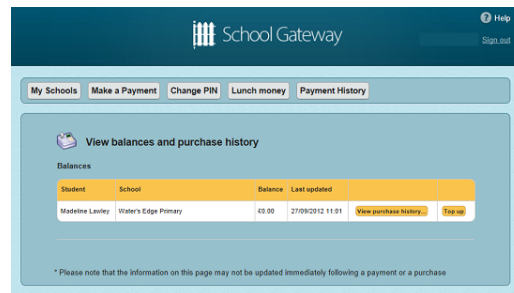 Help
School Gateway
Sign out
My Schools Make a Payment Change PIN Lunch money Payment History
View balances and purchase history
Balances
Student School Balance Last updated
Madeline Lawley Water's Edge Primary £0.00 27/09/2012 11:01 View purchase history... Top up
* Please note that the information on this page may not be updated immediately following a payment or a purchase